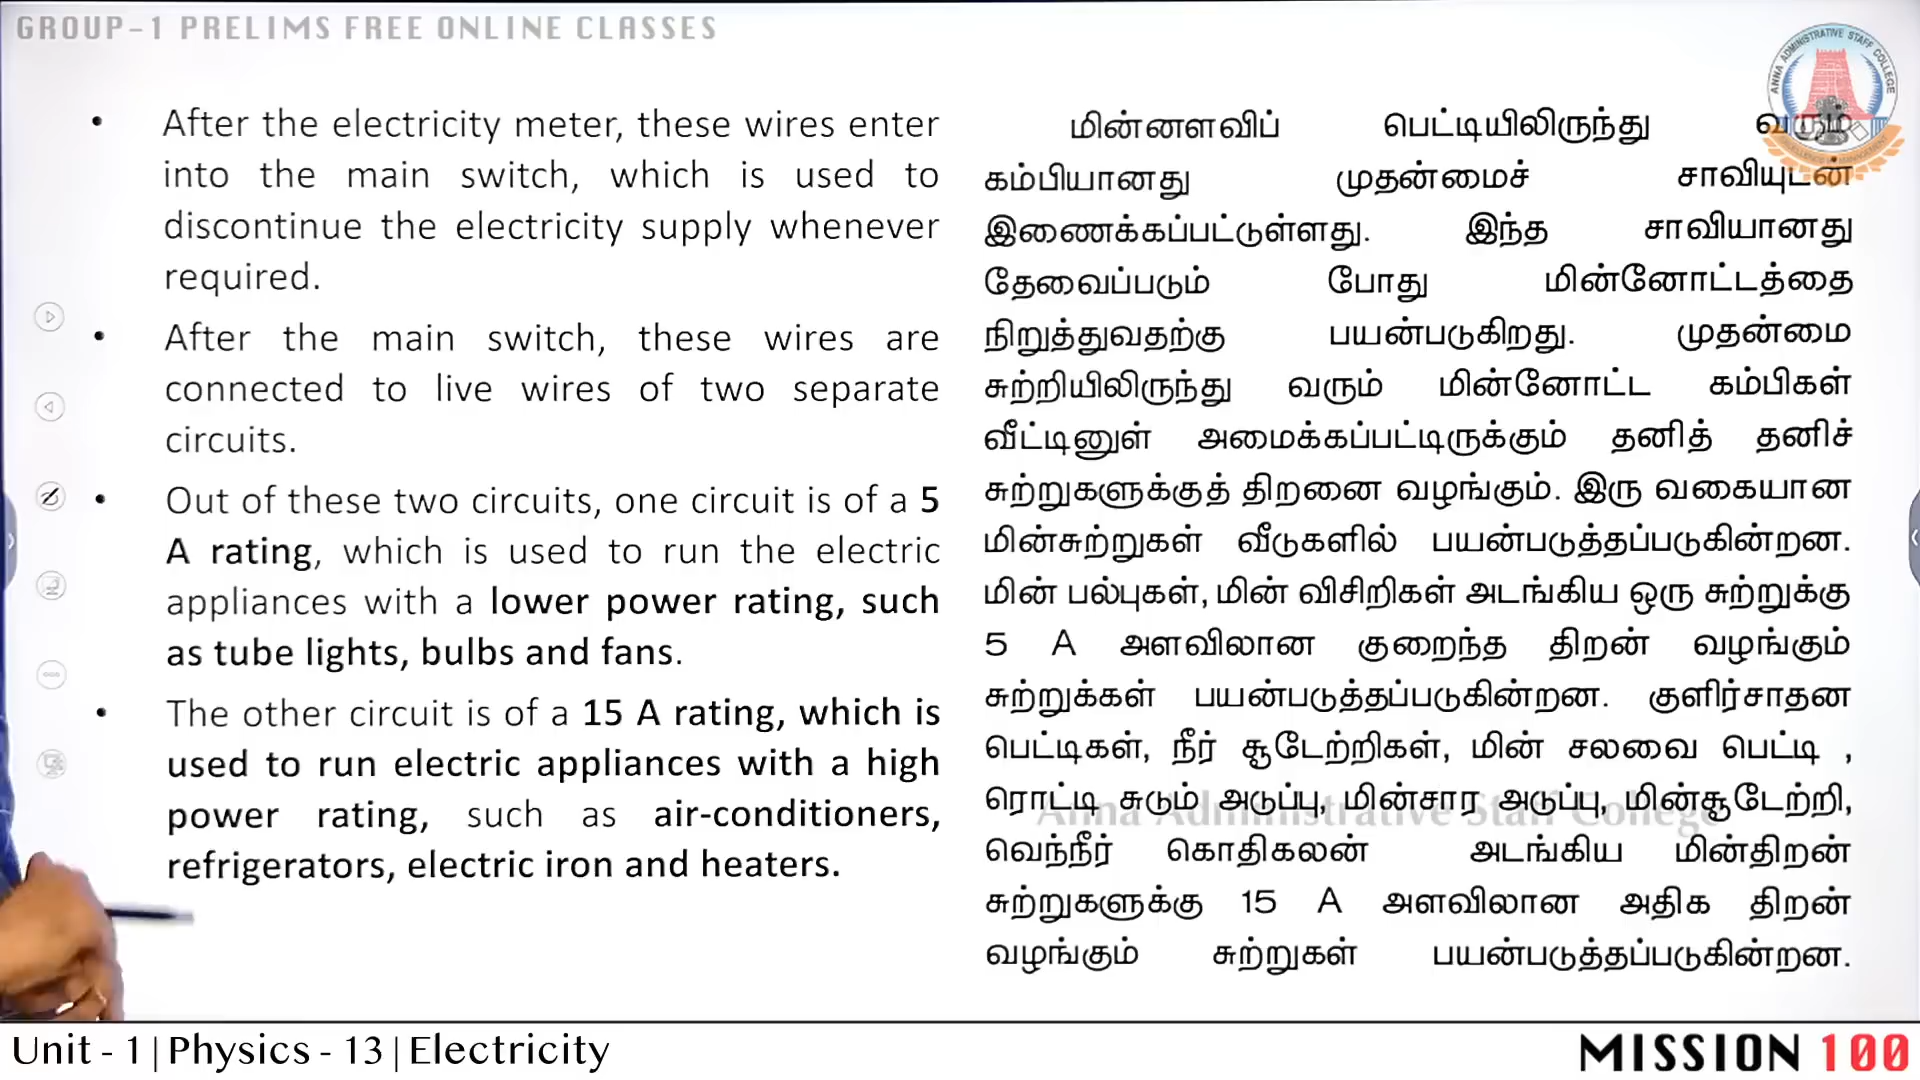 GROUP-1 PRELIMS FREE ONLINE CLASSES
ANNA ADMINISTRATIVE STAFF COLLEGE
• After the electricity meter, these wires enter
into the main switch, which is used to
discontinue the electricity supply whenever
required.
• After the main switch, these wires are
connected to live wires of two separate
circuits.
• Out of these two circuits, one circuit is of a 5
A rating, which is used to run the electric
appliances with a lower power rating, such
as tube lights, bulbs and fans.
• The other circuit is of a 15 A rating, which is
used to run electric appliances with a high
power rating, such as air-conditioners,
refrigerators, electric iron and heaters.
மின்னளவிப் பெட்டியிலிருந்து வரும்
கம்பியானது முதன்மைச் சாவியுடன்
இணைக்கப்பட்டுள்ளது. இந்த சாவியானது
தேவைப்படும் போது மின்னோட்டத்தை
நிறுத்துவதற்கு பயன்படுகிறது. முதன்மை
சுற்றியிலிருந்து வரும் மின்னோட்ட கம்பிகள்
வீட்டினுள் அமைக்கப்பட்டிருக்கும் தனித் தனிச்
சுற்றுகளுக்குத் திறனை வழங்கும். இரு வகையான
மின்சுற்றுகள் வீடுகளில் பயன்படுத்தப்படுகின்றன.
மின் பல்புகள், மின் விசிறிகள் அடங்கிய ஒரு சுற்றுக்கு
5 A அளவிலான குறைந்த திறன் வழங்கும்
சுற்றுக்கள் பயன்படுத்தப்படுகின்றன. குளிர்சாதன
பெட்டிகள், நீர் சூடேற்றிகள், மின் சலவை பெட்டி ,
ரொட்டி சுடும் அடுப்பு, மின்சார அடுப்பு, மின்சூடேற்றி,
Anna Administrative Staff College
வெந்நீர் கொதிகலன் அடங்கிய மின்திறன்
சுற்றுகளுக்கு 15 A அளவிலான அதிக திறன்
வழங்கும் சுற்றுகள் பயன்படுத்தப்படுகின்றன.
Unit - 1 | Physics - 13 | Electricity
MISSION 100